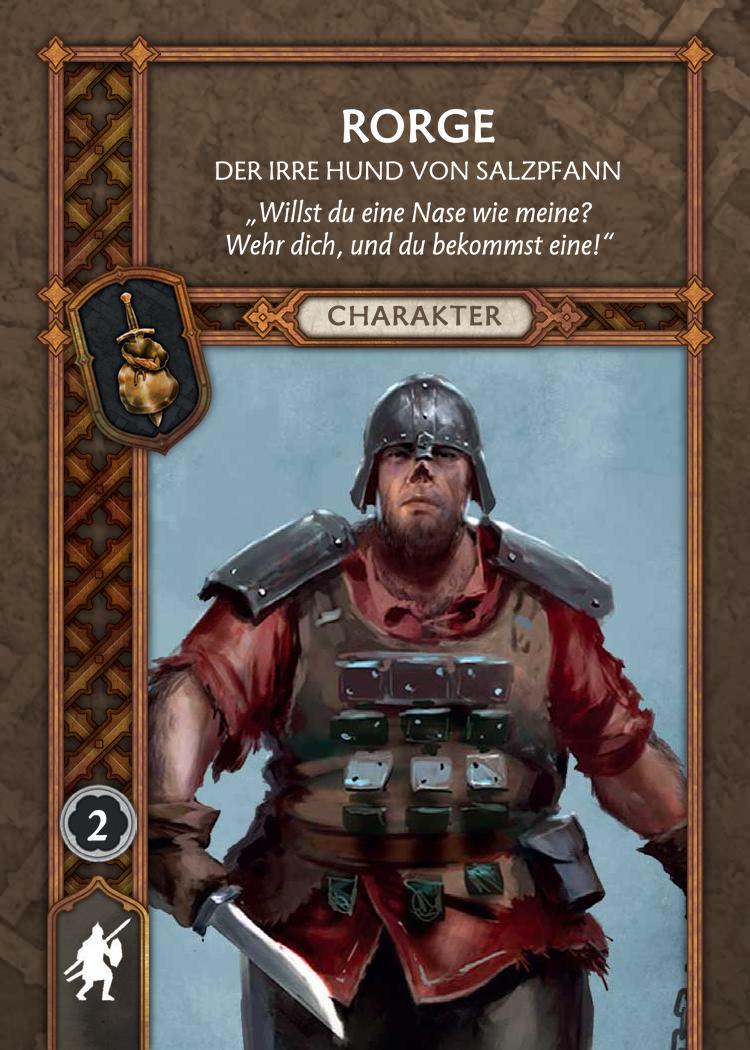 RORGE
DER IRRE HUND VON SALZPFANN
„Willst du eine Nase wie meine?
Wehr dich, und du bekommst eine!“
CHARAKTER
2